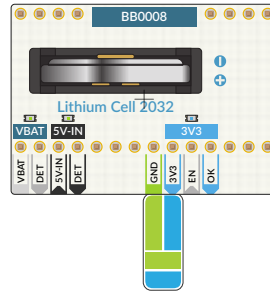 BB0008
Lithium Cell 2032
VBAT 5V-IN 3V3
VBAT DET 5V-IN DET GND 3V3 EN OK